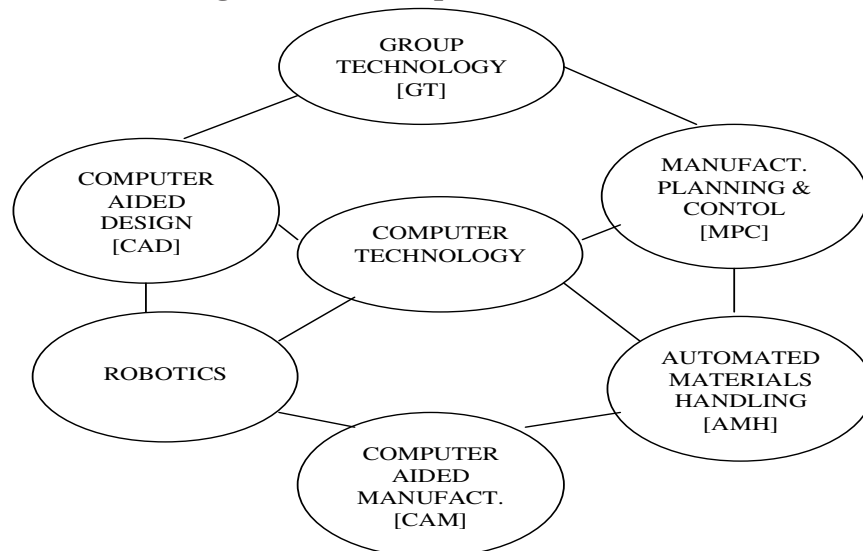 GROUP
TECHNOLOGY
[GT]
COMPUTER
AIDED
DESIGN
[CAD]
MANUFACT.
PLANNING &
CONTOL
[MPC]
COMPUTER
TECHNOLOGY
ROBOTICS
AUTOMATED
MATERIALS
HANDLING
[AMH]
COMPUTER
AIDED
MANUFACT.
[CAM]